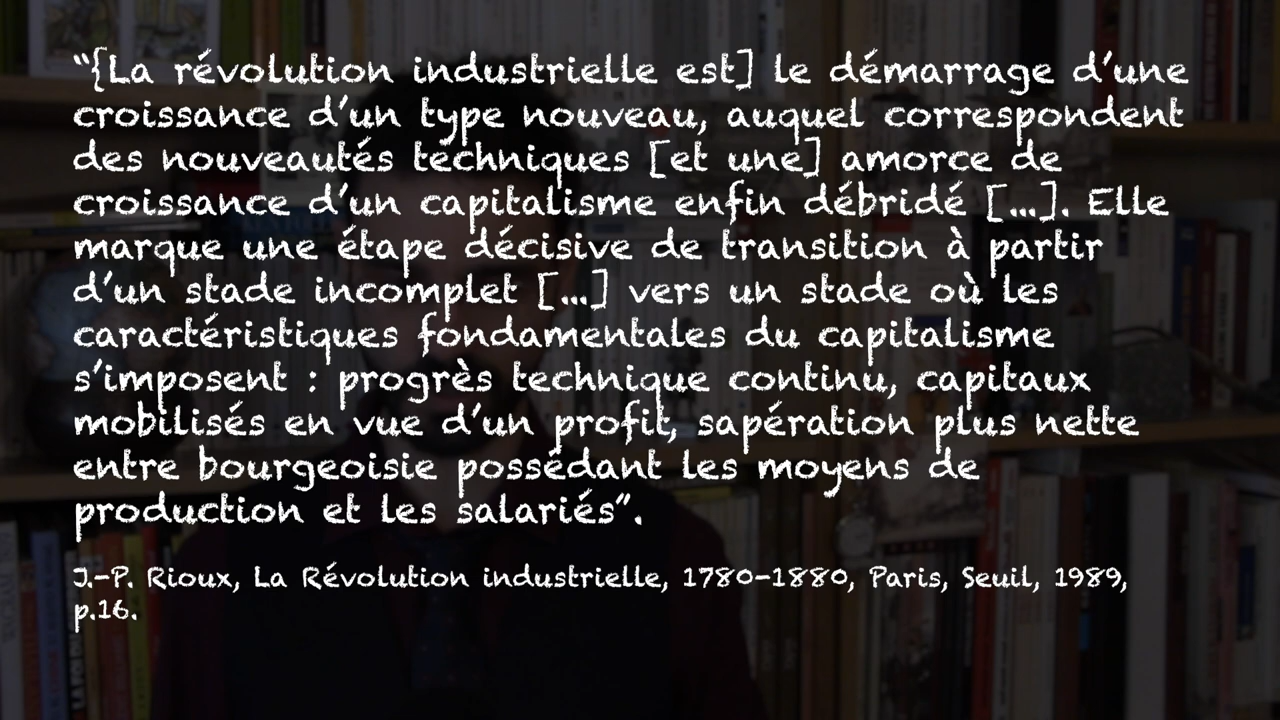 “{La révolution industrielle est] le démarrage d’une
croissance d’un type nouveau, auquel correspondent
des nouveautés techniques [et une] amorce de
croissance d’un capitalisme enfin débridé [...]. Elle
marque une étape décisive de transition à partir
d’un stade incomplet [...] vers un stade où les
caractéristiques fondamentales du capitalisme
s’imposent : progrès technique continu, capitaux
mobilisés en vue d’un profit, sapération plus nette
entre bourgeoisie possédant les moyens de
production et les salariés”.
J.-P. Rioux, La Révolution industrielle, 1780-1880, Paris, Seuil, 1989,
p.16.